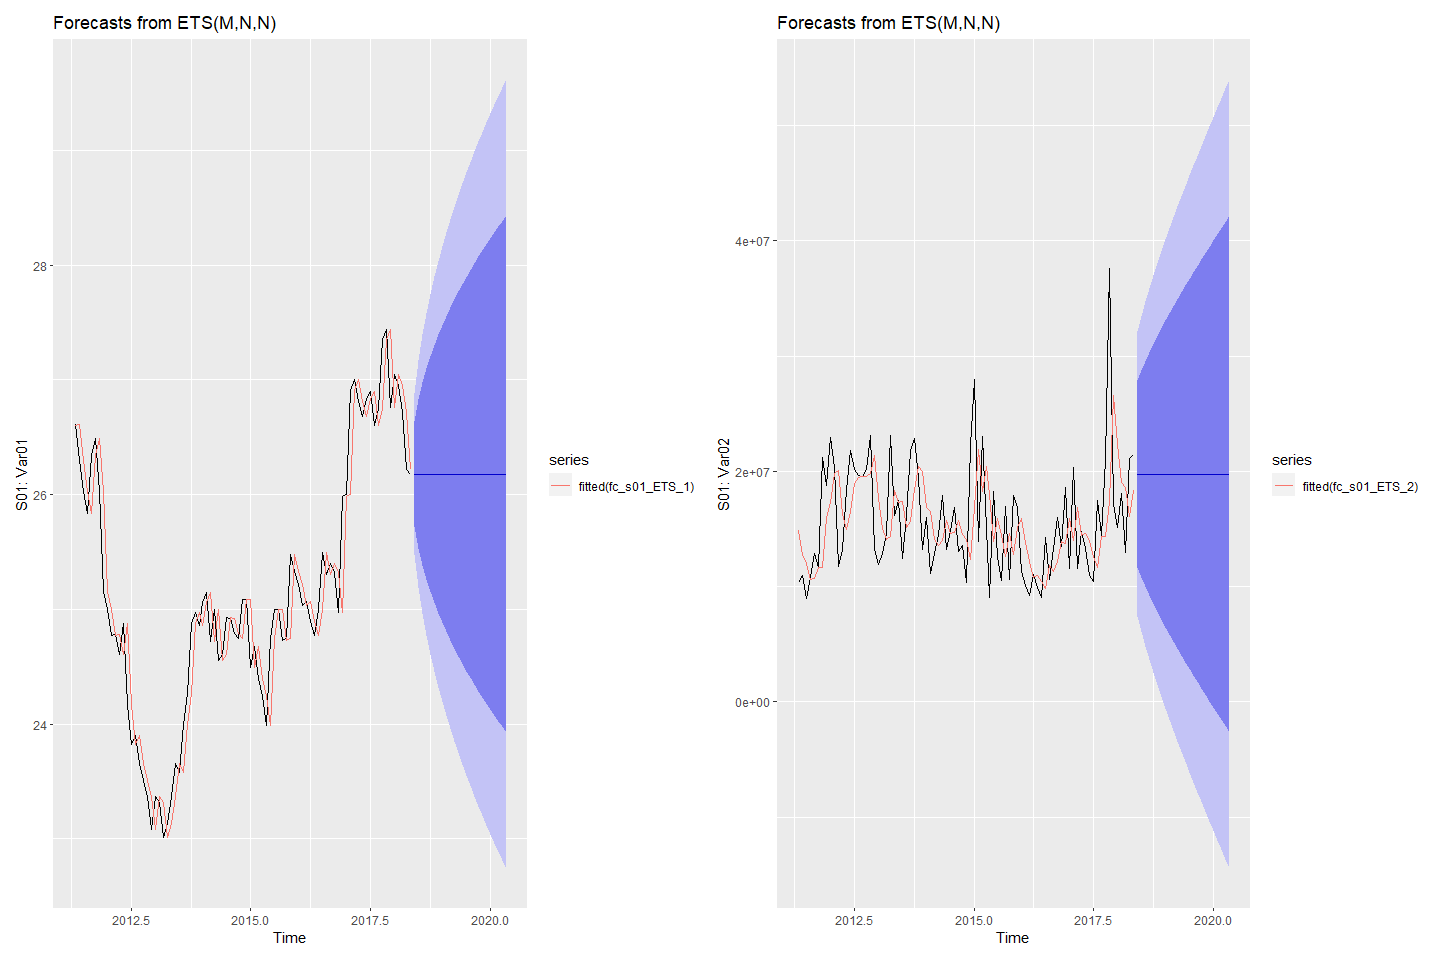 Forecasts from ETS(M,N,N)
28
26
24
S01: Var01
2012.5 2015.0 2017.5 2020.0
Time
series
fitted(fc_s01_ETS_1)
Forecasts from ETS(M,N,N)
4e+07
2e+07
0e+00
S01: Var02
2012.5 2015.0 2017.5 2020.0
Time
series
fitted(fc_s01_ETS_2)